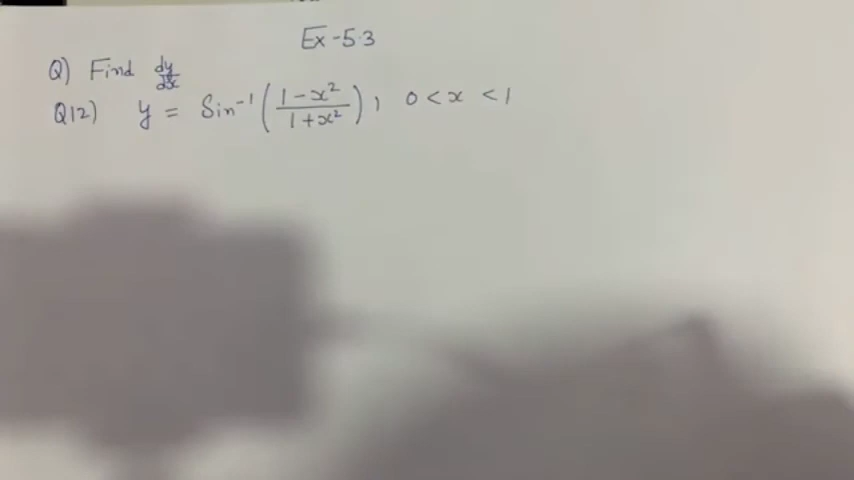 Ex-5.3
Q) Find dy/dx
Q12) y = Sin⁻¹ ( (1-x²)/(1+x²) ) , 0 < x < 1